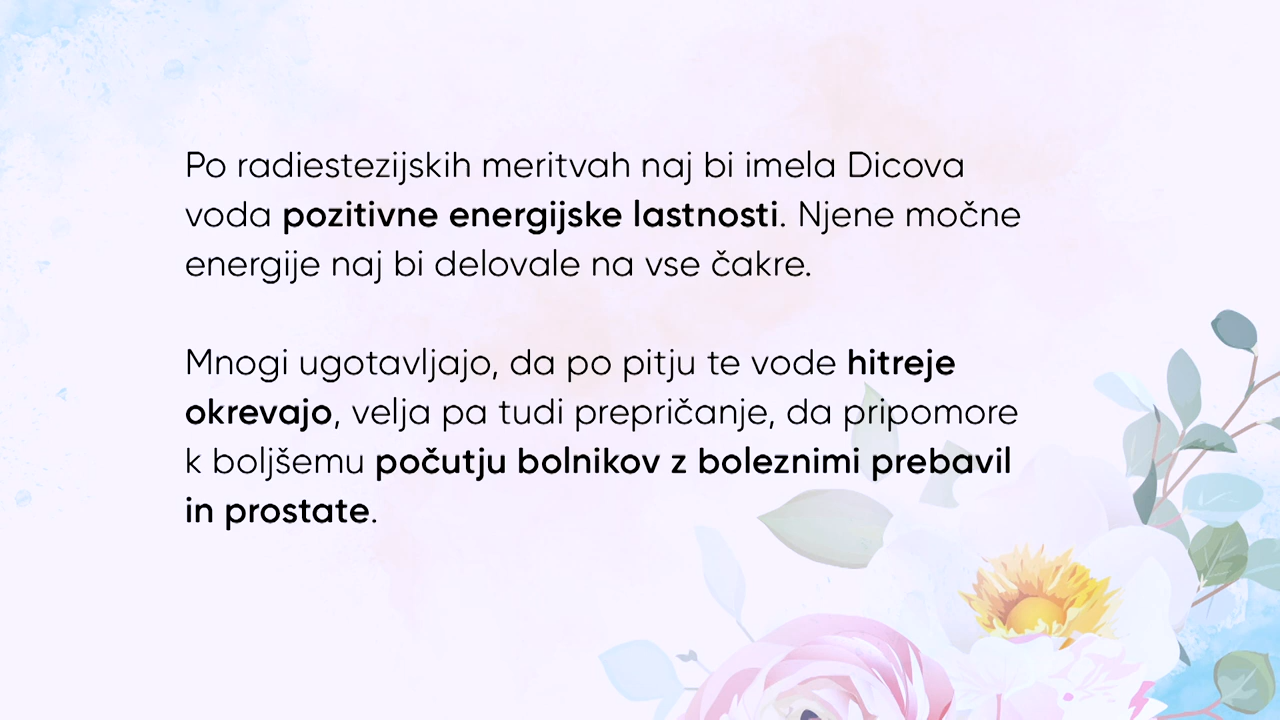 Po radiestezijskih meritvah naj bi imela Dicova
voda pozitivne energijske lastnosti. Njene močne
energije naj bi delovale na vse čakre.
Mnogi ugotavljajo, da po pitju te vode hitreje
okrevajo, velja pa tudi prepričanje, da pripomore
k boljšemu počutju bolnikov z boleznimi prebavil
in prostate.